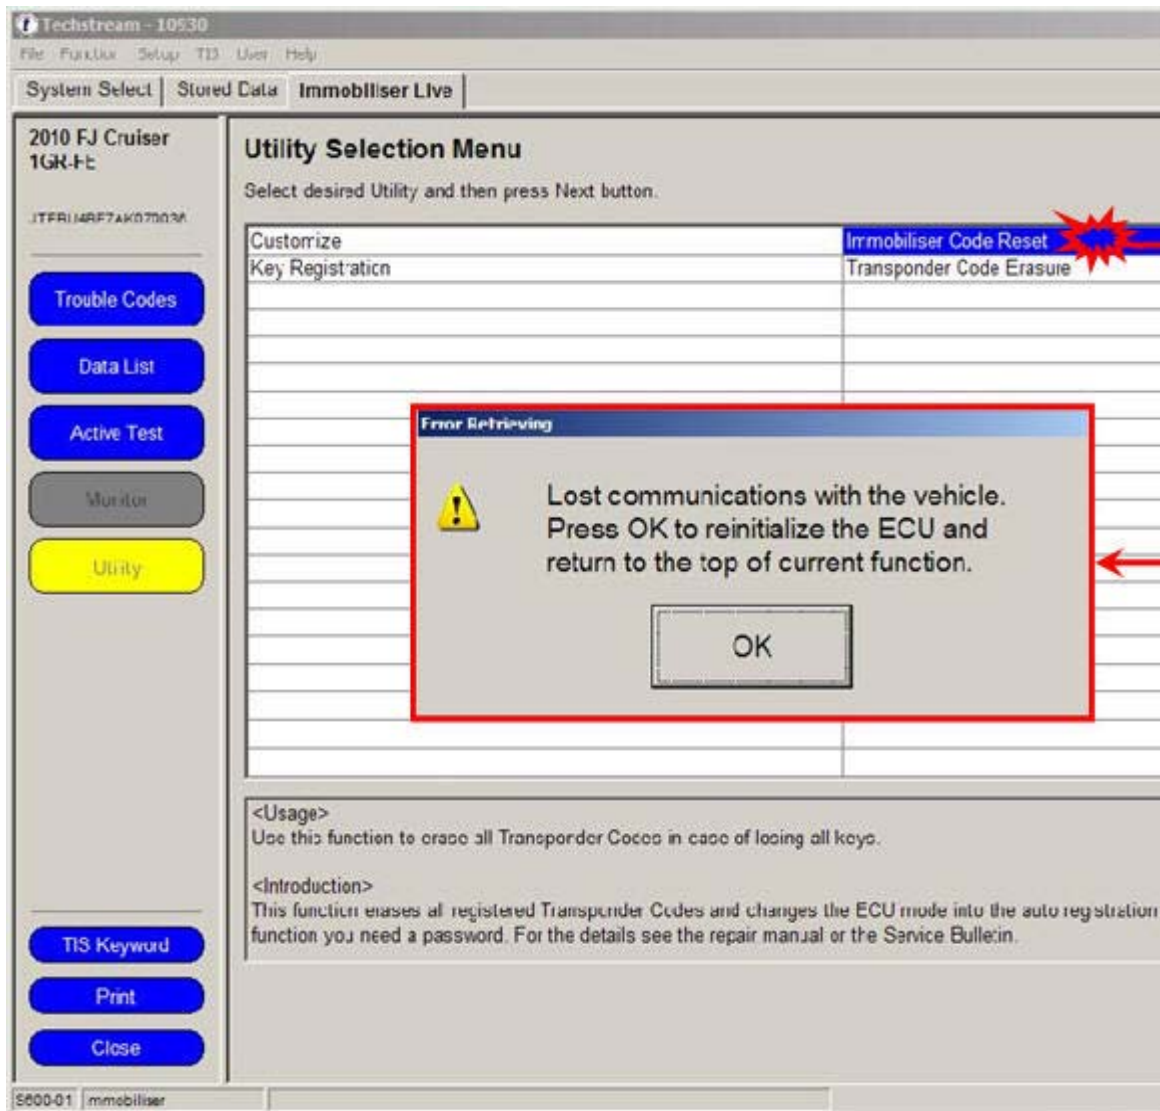 Techstream - 10530
File Function Setup TIS User Help
System Select Stored Data Immobiliser Live
2010 FJ Cruiser
1GR-FE
Utility Selection Menu
Select desired Utility and then press Next button.
Customize Immobiliser Code Reset
Key Registration Transponder Code Erasure
Trouble Codes
Data List
Active Test
Monitor
Utility
Error Retrieving
Lost communications with the vehicle.
Press OK to reinitialize the ECU and
return to the top of current function.
OK
<Usage>
Use this function to erase all Transponder Codes in case of losing all keys.
<Introduction>
This function erases all registered Transponder Codes and changes the ECU mode into the auto registration
function you need a password. For the details see the repair manual or the Service Bulletin.
TIS Keyword
Print
Close
S600-01 Immobiliser